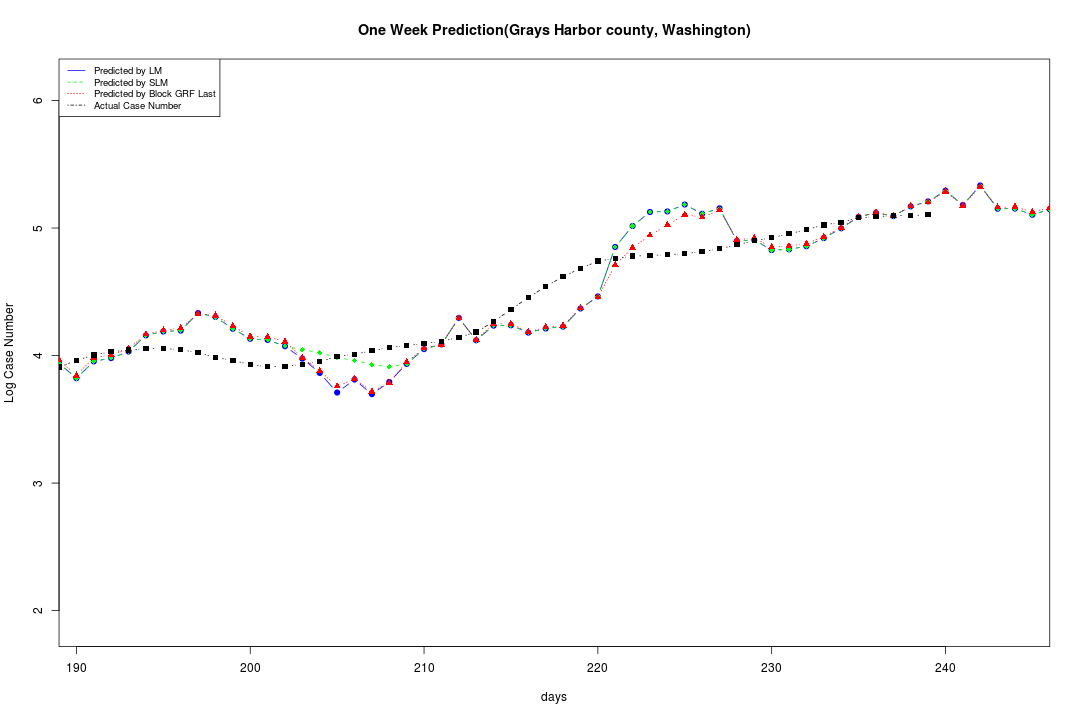 One Week Prediction(Grays Harbor county, Washington)
Predicted by LM
Predicted by SLM
Predicted by Block GRF Last
Actual Case Number
Log Case Number
6
5
4
3
2
190 200 210 220 230 240
days